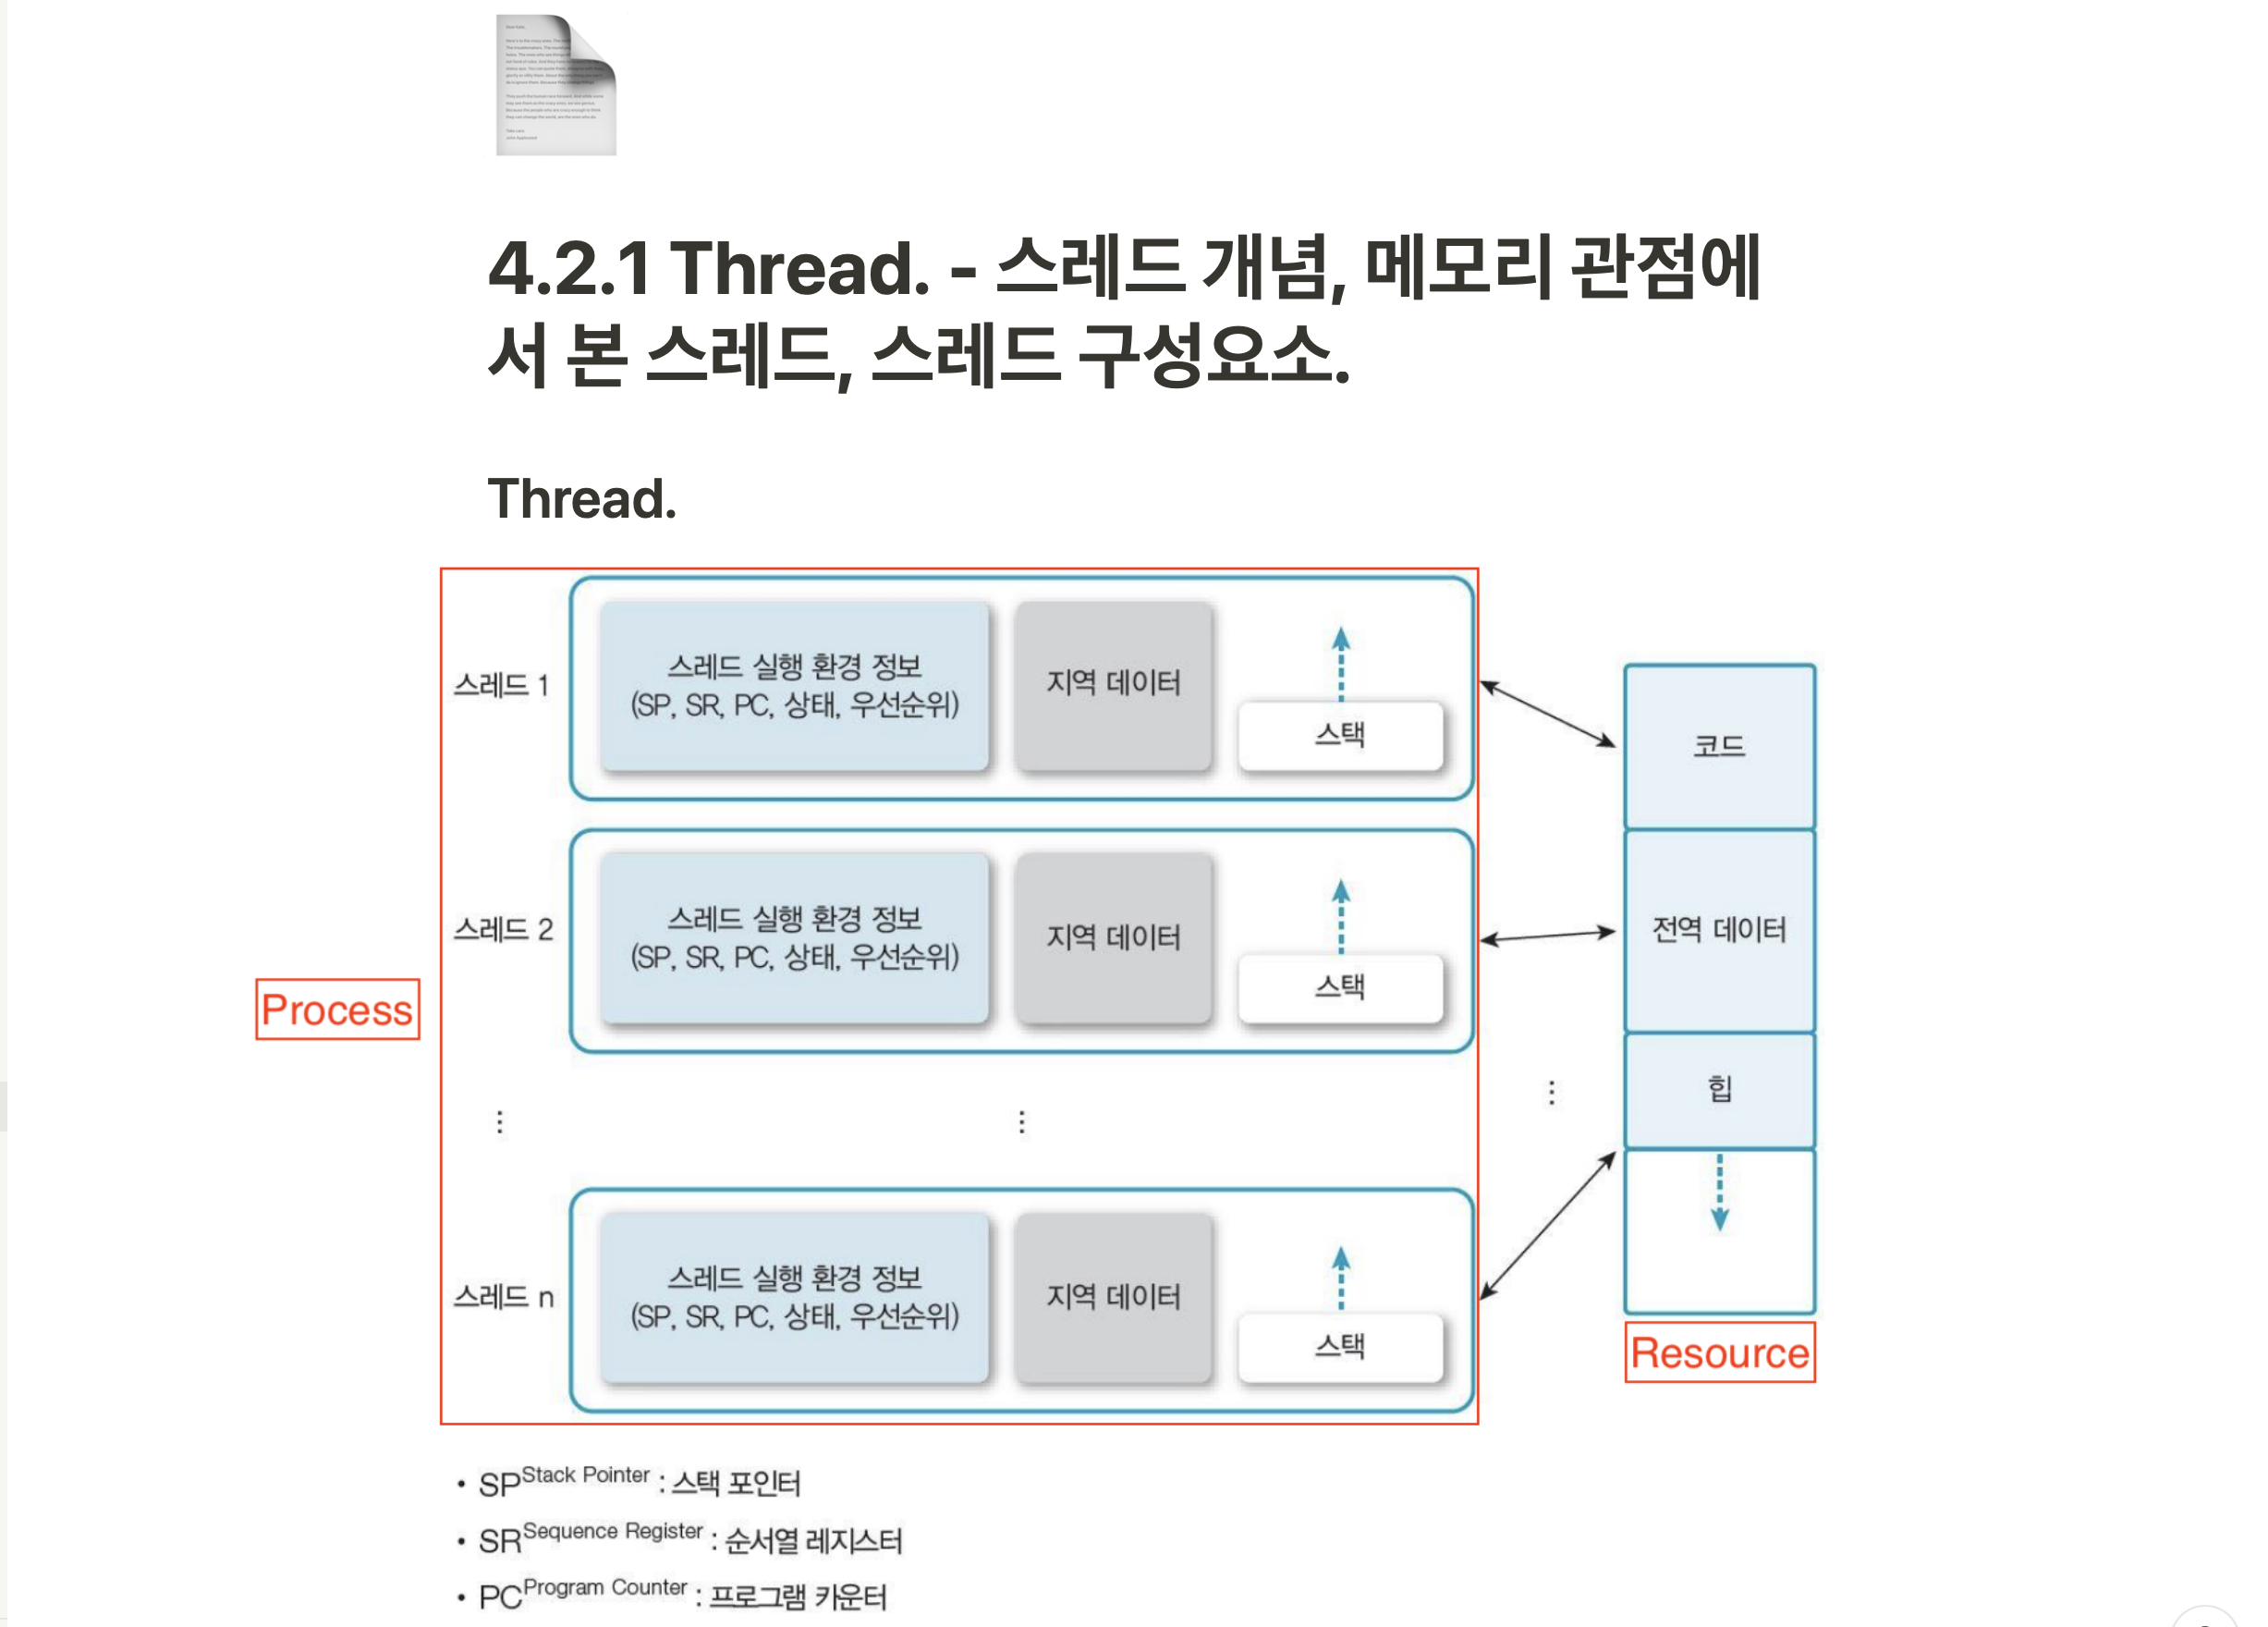 4.2.1 Thread. - 스레드 개념, 메모리 관점에
서 본 스레드, 스레드 구성요소.
Thread.
스레드 1
스레드 실행 환경 정보
(SP, SR, PC, 상태, 우선순위)
지역 데이터
스택
스레드 2
스레드 실행 환경 정보
(SP, SR, PC, 상태, 우선순위)
지역 데이터
스택
⋮
⋮
⋮
스레드 n
스레드 실행 환경 정보
(SP, SR, PC, 상태, 우선순위)
지역 데이터
스택
Process
코드
전역 데이터
힙
Resource
• SP Stack Pointer : 스택 포인터
• SR Sequence Register : 순서열 레지스터
• PC Program Counter : 프로그램 카운터